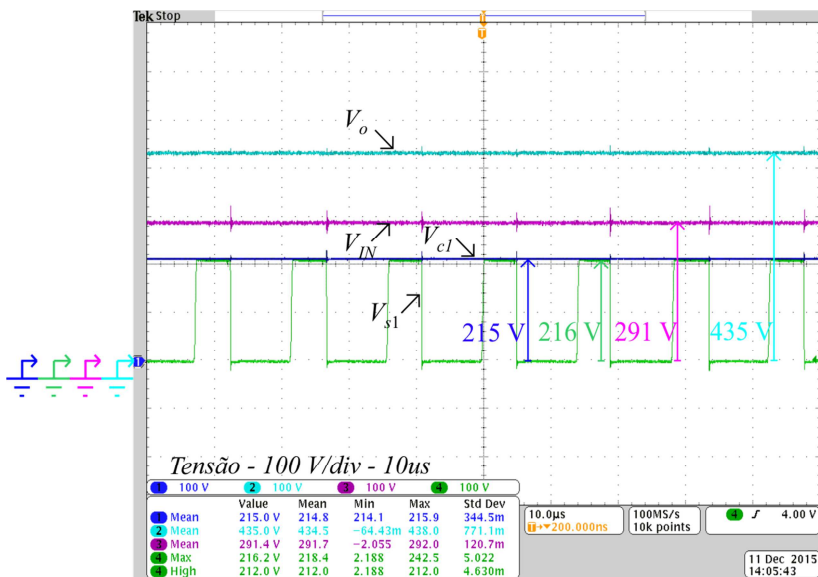 Tek Stop
T
T
V_o
V_IN
V_c1
V_s1
215 V
216 V
291 V
435 V
1
Tensão - 100 V/div - 10us
1 100 V
2 100 V
3 100 V
4 100 V
Value Mean Min Max Std Dev
1 Mean 215.0 V 214.8 214.1 215.9 344.5m
2 Mean 435.0 V 434.5 −64.43m 438.0 771.1m
3 Mean 291.4 V 291.7 −2.055 292.0 120.7m
4 Max 216.2 V 218.4 2.188 242.5 5.022
4 High 212.0 V 212.0 2.188 212.0 4.630m
10.0µs
T→▼200.000ns
100MS/s
10k points
4 ∫ 4.00 V
11 Dec 2015
14:05:43